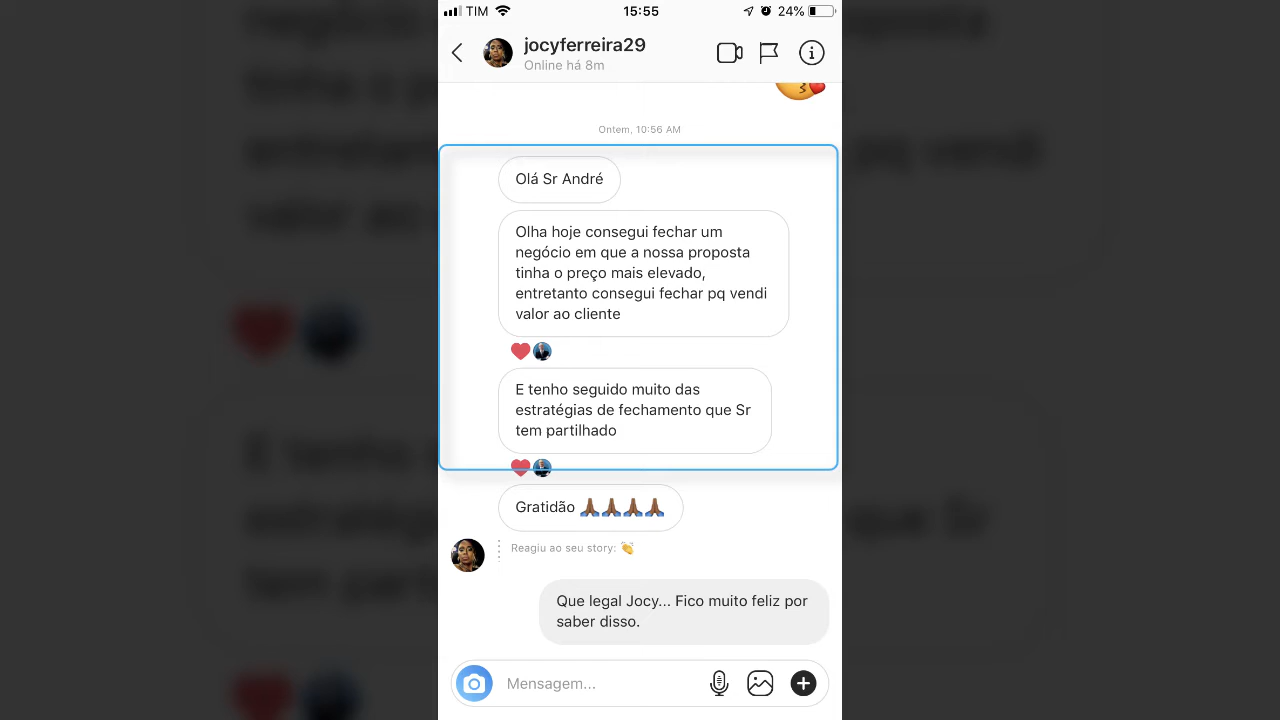 TIM
15:55
24%
jocyferreira29
Online há 8m
Ontem, 10:56 AM
Olá Sr André
Olha hoje consegui fechar um
negócio em que a nossa proposta
tinha o preço mais elevado,
entretanto consegui fechar pq vendi
valor ao cliente
E tenho seguido muito das
estratégias de fechamento que Sr
tem partilhado
Gratidão 🙏🏾🙏🏾🙏🏾🙏🏾
Reagiu ao seu story: 👏
Que legal Jocy... Fico muito feliz por
saber disso.
Mensagem...